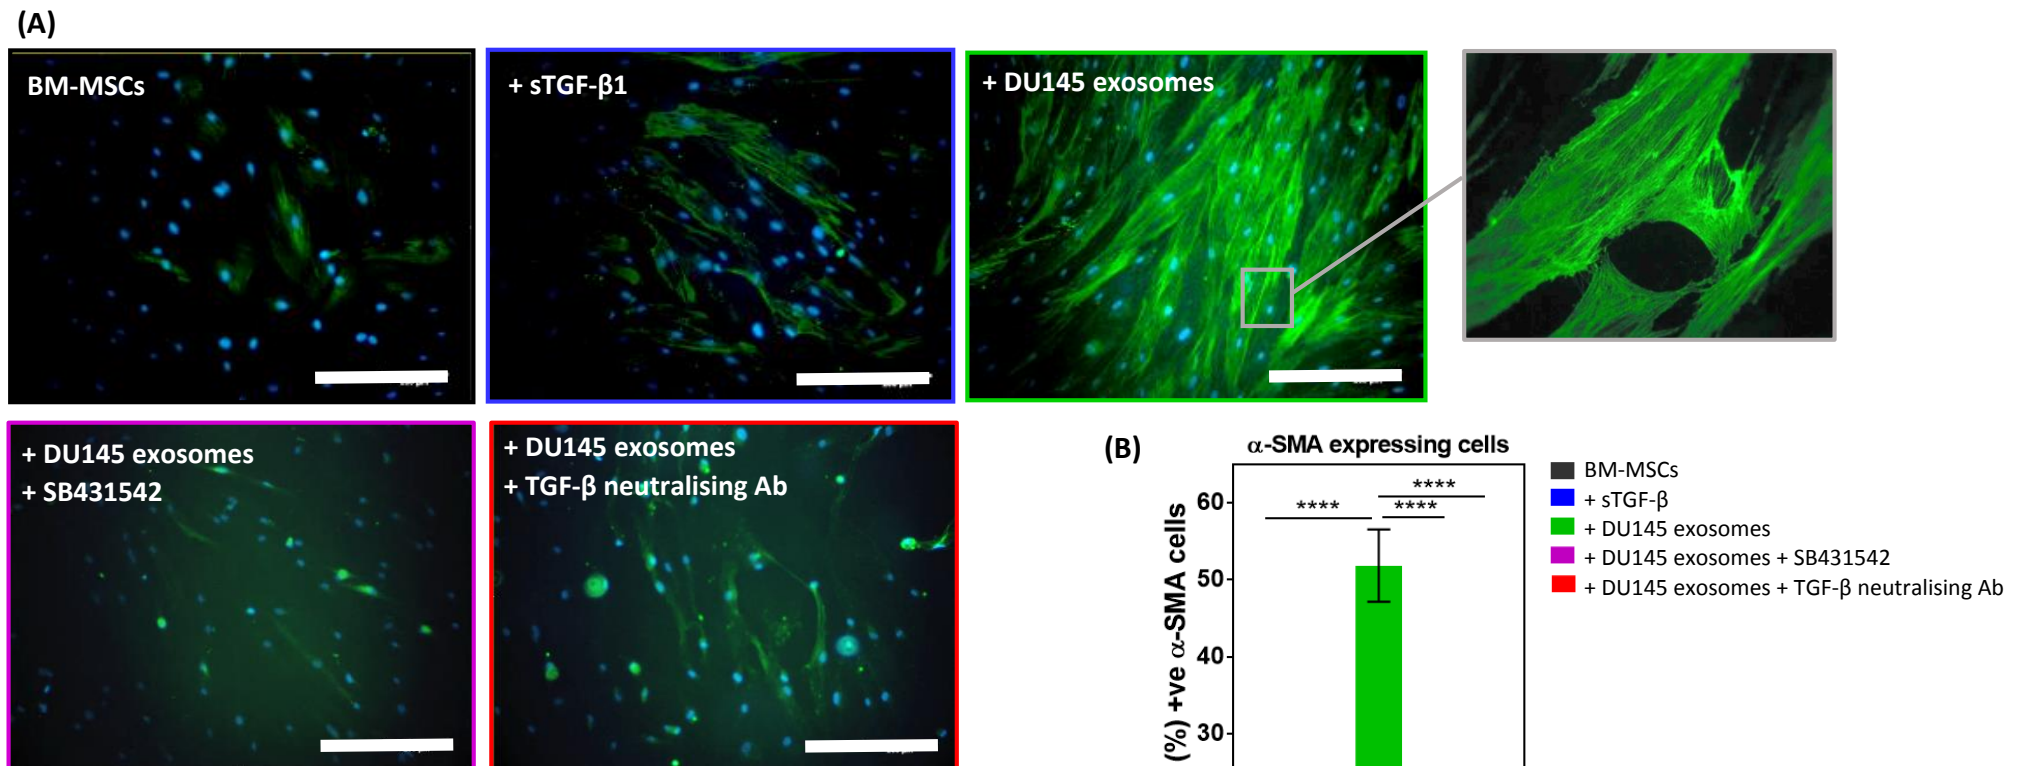 (A)
BM-MSCs
+ sTGF-β1
+ DU145 exosomes
+ DU145 exosomes
+ SB431542
+ DU145 exosomes
+ TGF-β neutralising Ab
(B)
α-SMA expressing cells
(%) +ve α-SMA cells
60
50
40
30
****
****
****
BM-MSCs
+ sTGF-β
+ DU145 exosomes
+ DU145 exosomes + SB431542
+ DU145 exosomes + TGF-β neutralising Ab